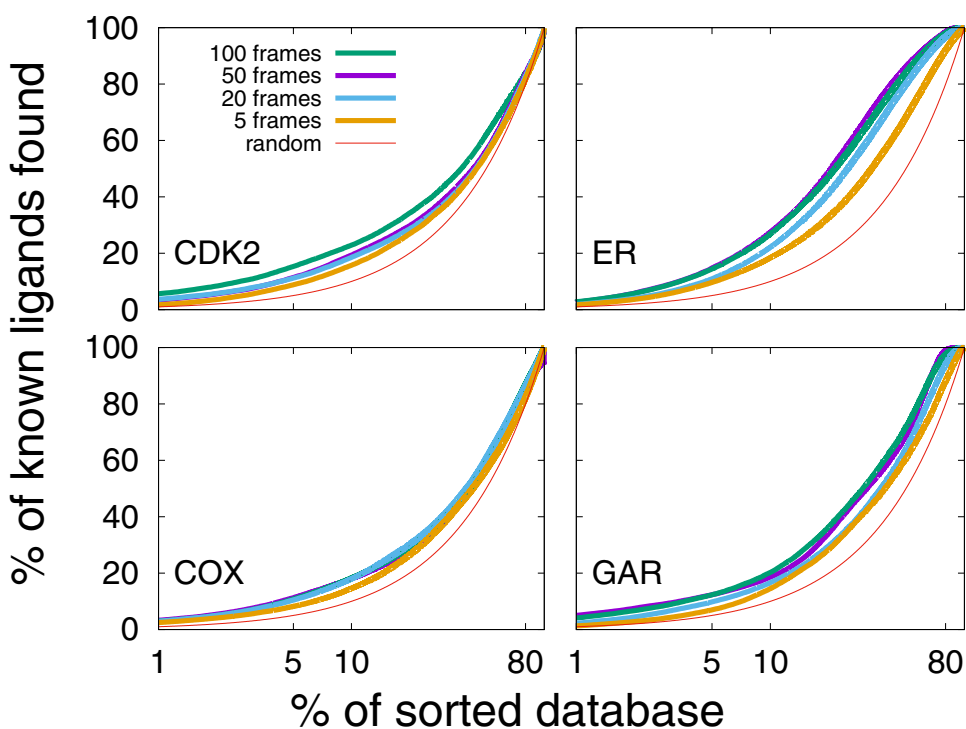 % of known ligands found
100
80
60
40
20
0
100 frames
50 frames
20 frames
5 frames
random
CDK2
ER
100
80
60
40
20
0
COX
GAR
1 5 10 80 1 5 10 80
% of sorted database